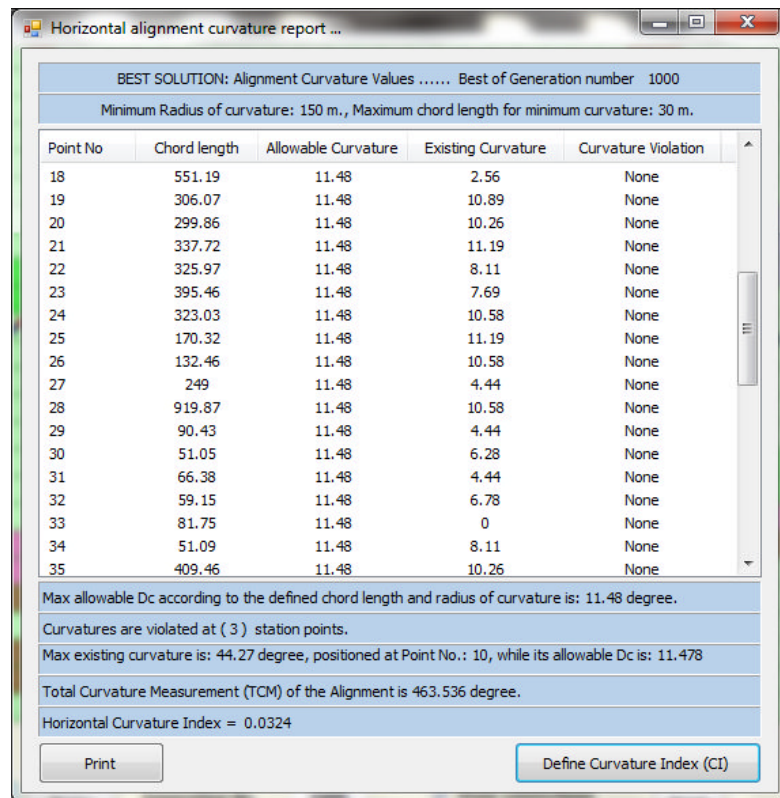 Horizontal alignment curvature report ...
BEST SOLUTION: Alignment Curvature Values ...... Best of Generation number 1000
Minimum Radius of curvature: 150 m., Maximum chord length for minimum curvature: 30 m.
Point No Chord length Allowable Curvature Existing Curvature Curvature Violation
18 551.19 11.48 2.56 None
19 306.07 11.48 10.89 None
20 299.86 11.48 10.26 None
21 337.72 11.48 11.19 None
22 325.97 11.48 8.11 None
23 395.46 11.48 7.69 None
24 323.03 11.48 10.58 None
25 170.32 11.48 11.19 None
26 132.46 11.48 10.58 None
27 249 11.48 4.44 None
28 919.87 11.48 10.58 None
29 90.43 11.48 4.44 None
30 51.05 11.48 6.28 None
31 66.38 11.48 4.44 None
32 59.15 11.48 6.78 None
33 81.75 11.48 0 None
34 51.09 11.48 8.11 None
35 409.46 11.48 10.26 None
Max allowable Dc according to the defined chord length and radius of curvature is: 11.48 degree.
Curvatures are violated at ( 3 ) station points.
Max existing curvature is: 44.27 degree, positioned at Point No.: 10, while its allowable Dc is: 11.478
Total Curvature Measurement (TCM) of the Alignment is 463.536 degree.
Horizontal Curvature Index = 0.0324
Print Define Curvature Index (CI)